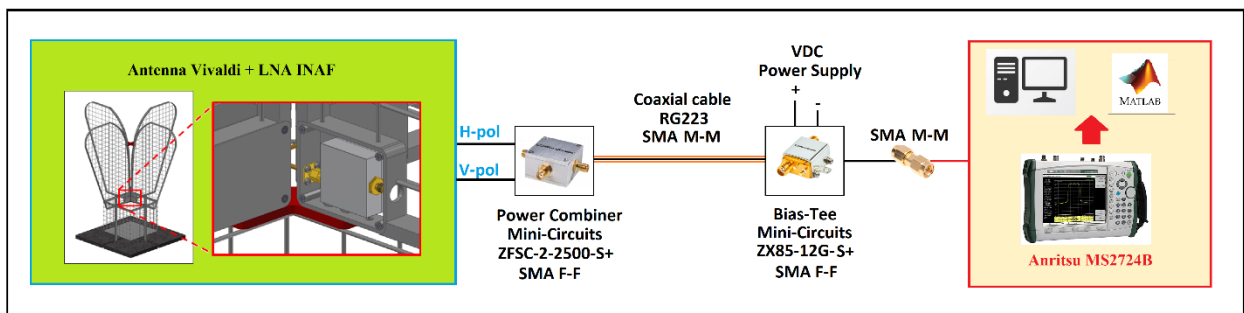 Antenna Vivaldi + LNA INAF
H-pol
V-pol
Power Combiner
Mini-Circuits
ZFSC-2-2500-S+
SMA F-F
Coaxial cable
RG223
SMA M-M
VDC
Power Supply
+
-
Bias-Tee
Mini-Circuits
ZX85-12G-S+
SMA F-F
SMA M-M
MATLAB
Anritsu MS2724B